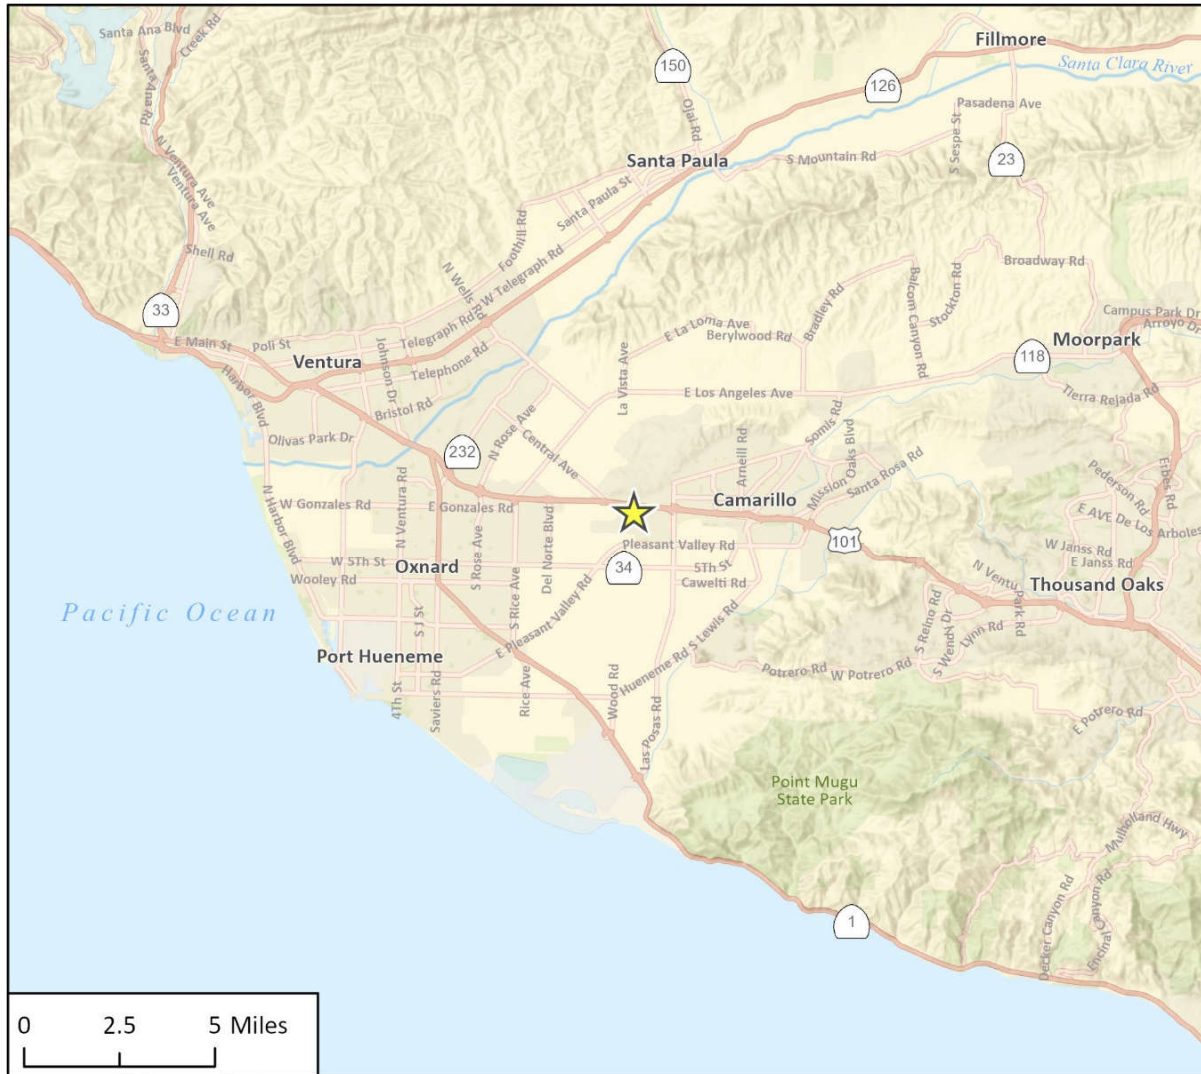 Santa Ana Blvd
Creek Rd
Santa Ana Rd
N Ventura Ave
Ventura Ave
Shell Rd
33
150
Ojai Rd
126
Fillmore
Santa Clara River
Pasadena Ave
S Sespe St
23
Santa Paula
S Mountain Rd
Santa Paula St
Foothill Rd
W Telegraph Rd
N Wells Rd
Telegraph Rd
Telephone Rd
E Main St
Poli St
Ventura
Johnson Dr
Bristol Rd
Harbor Blvd
Olivas Park Dr
232
N Rose Ave
Central Ave
La Vista Ave
E La Loma Ave
Berylwood Rd
Bradley Rd
Balcom Canyon Rd
Stockton Rd
Broadway Rd
Campus Park Dr
Arroyo Dr
Moorpark
118
Tierra Rejada Rd
E Los Angeles Ave
Somis Rd
Arneill Rd
Mission Oaks Blvd
Santa Rosa Rd
Camarillo
101
Pederson Rd
Erbes Rd
E AVE De Los Arboles
W Janss Rd
E Janss Rd
N Ventu Park Rd
Thousand Oaks
S Reino Rd
S Wendy Dr
Lynn Rd
N Harbor Blvd
W Gonzales Rd
N Ventura Rd
E Gonzales Rd
S Rose Ave
Del Norte Blvd
Pleasant Valley Rd
W 5Th St
Oxnard
34
5Th St
Cawelti Rd
Wooley Rd
S J St
S Rice Ave
E Pleasant Valley Rd
S Lewis Rd
Hueneme Rd
Pacific Ocean
Port Hueneme
4Th St
Saviers Rd
Rice Ave
Wood Rd
Las Posas Rd
Potrero Rd
W Potrero Rd
E Potrero Rd
Point Mugu
State Park
Mulholland Hwy
Decker Canyon Rd
Encinal Canyon Rd
1
0 2.5 5 Miles